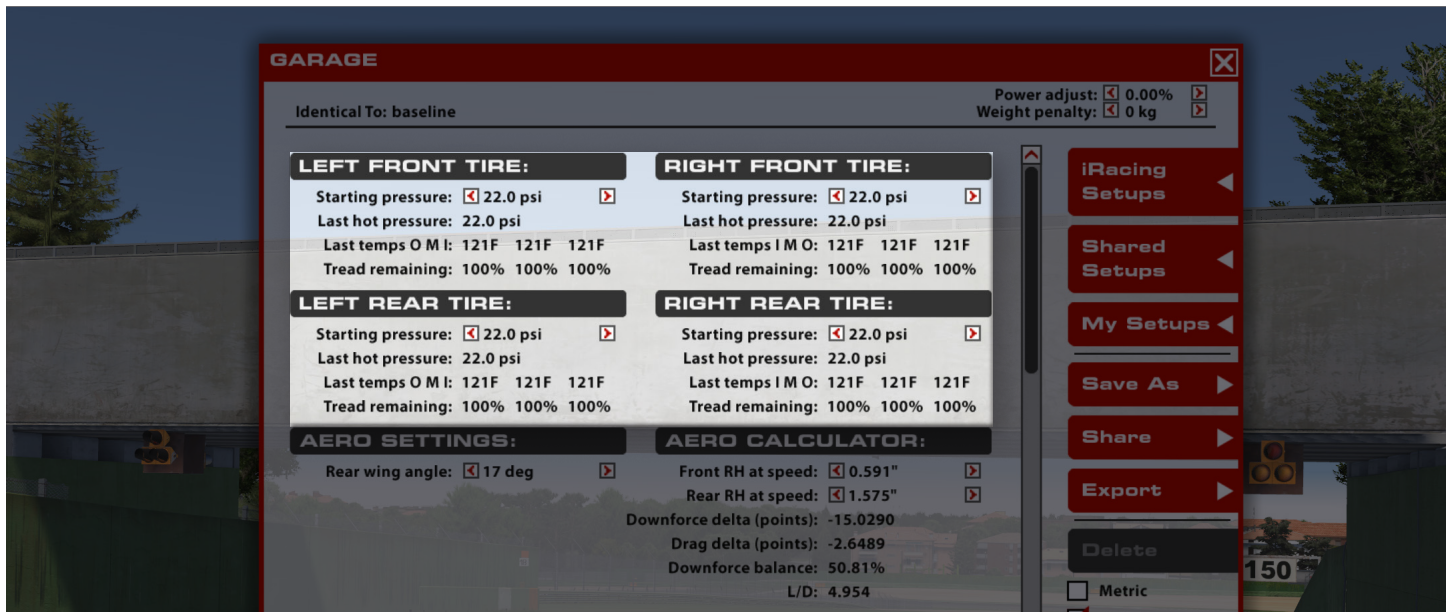 GARAGE
Identical To: baseline
Power adjust: 0.00%
Weight penalty: 0 kg
LEFT FRONT TIRE:
Starting pressure: 22.0 psi
Last hot pressure: 22.0 psi
Last temps O M I: 121F 121F 121F
Tread remaining: 100% 100% 100%
RIGHT FRONT TIRE:
Starting pressure: 22.0 psi
Last hot pressure: 22.0 psi
Last temps I M O: 121F 121F 121F
Tread remaining: 100% 100% 100%
LEFT REAR TIRE:
Starting pressure: 22.0 psi
Last hot pressure: 22.0 psi
Last temps O M I: 121F 121F 121F
Tread remaining: 100% 100% 100%
RIGHT REAR TIRE:
Starting pressure: 22.0 psi
Last hot pressure: 22.0 psi
Last temps I M O: 121F 121F 121F
Tread remaining: 100% 100% 100%
AERO SETTINGS:
Rear wing angle: 17 deg
AERO CALCULATOR:
Front RH at speed: 0.591"
Rear RH at speed: 1.575"
Downforce delta (points): -15.0290
Drag delta (points): -2.6489
Downforce balance: 50.81%
L/D: 4.954
iRacing
Setups
Shared
Setups
My Setups
Save As
Share
Export
Delete
Metric
150